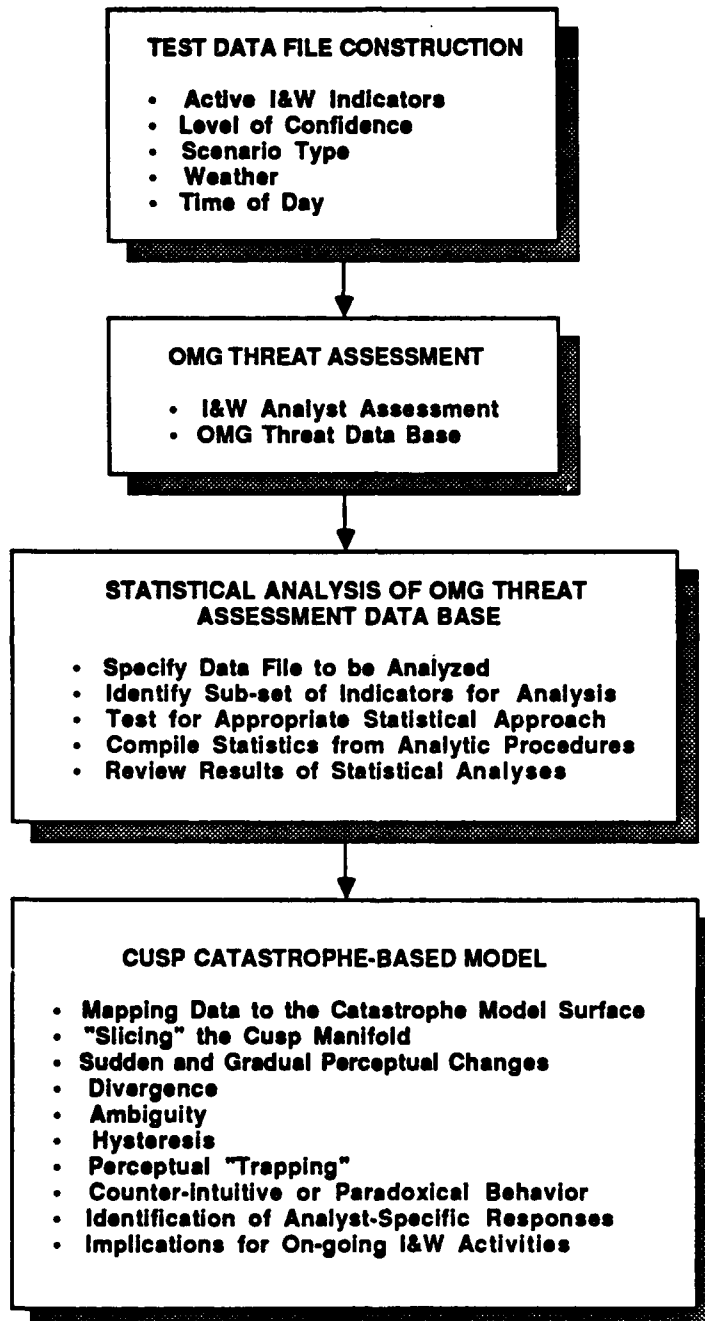 TEST DATA FILE CONSTRUCTION
• Active I&W Indicators
• Level of Confidence
• Scenario Type
• Weather
• Time of Day
OMG THREAT ASSESSMENT
• I&W Analyst Assessment
• OMG Threat Data Base
STATISTICAL ANALYSIS OF OMG THREAT
ASSESSMENT DATA BASE
• Specify Data File to be Analyzed
• Identify Sub-set of Indicators for Analysis
• Test for Appropriate Statistical Approach
• Compile Statistics from Analytic Procedures
• Review Results of Statistical Analyses
CUSP CATASTROPHE-BASED MODEL
• Mapping Data to the Catastrophe Model Surface
• "Slicing" the Cusp Manifold
• Sudden and Gradual Perceptual Changes
• Divergence
• Ambiguity
• Hysteresis
• Perceptual "Trapping"
• Counter-intuitive or Paradoxical Behavior
• Identification of Analyst-Specific Responses
• Implications for On-going I&W Activities